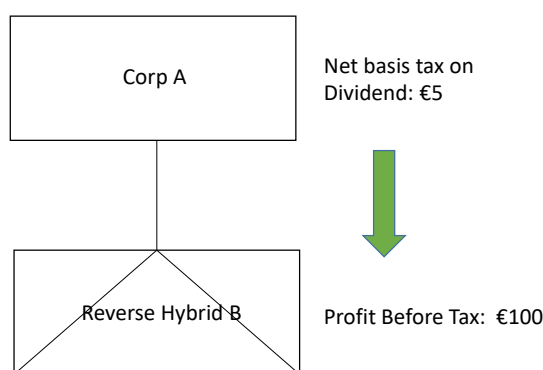 Corp A
Net basis tax on
Dividend: €5
Reverse Hybrid B
Profit Before Tax: €100